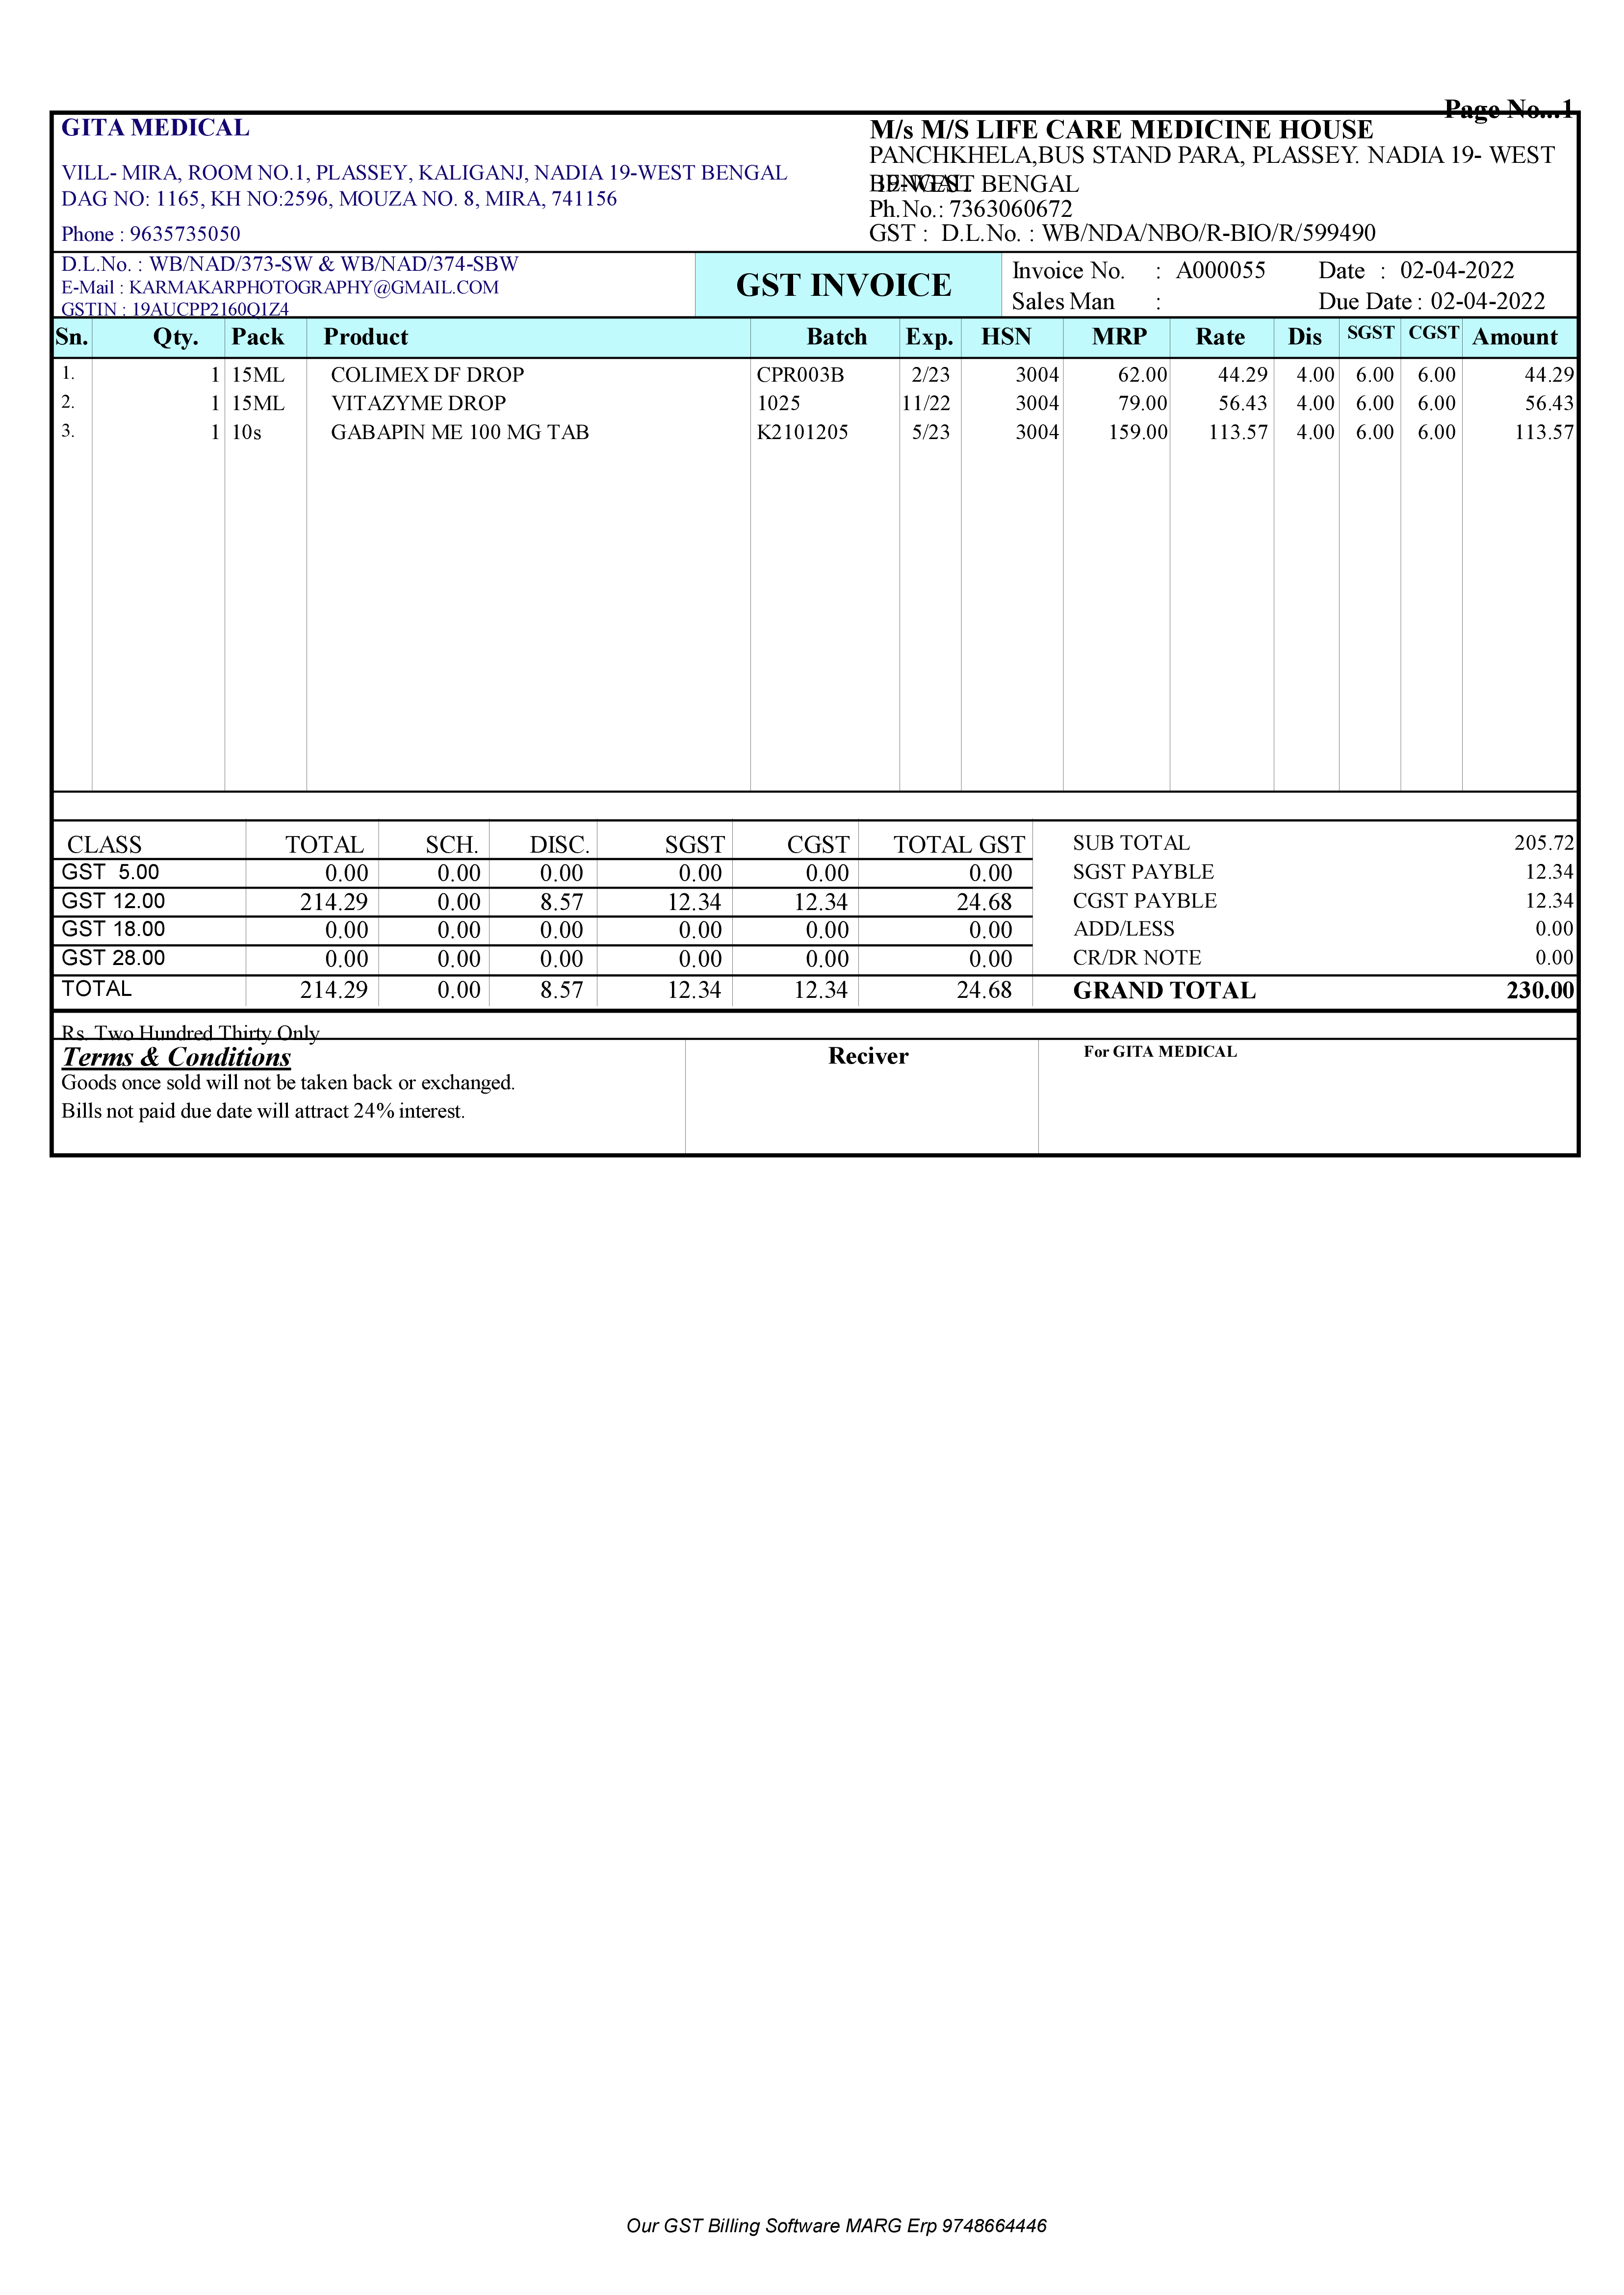 Page No...1
GITA MEDICAL
VILL- MIRA, ROOM NO.1, PLASSEY, KALIGANJ, NADIA 19-WEST BENGAL
DAG NO: 1165, KH NO:2596, MOUZA NO. 8, MIRA, 741156
Phone : 9635735050
D.L.No. : WB/NAD/373-SW & WB/NAD/374-SBW
E-Mail : KARMAKARPHOTOGRAPHY@GMAIL.COM
GSTIN : 19AUCPP2160Q1Z4
M/s M/S LIFE CARE MEDICINE HOUSE
PANCHKHELA,BUS STAND PARA, PLASSEY. NADIA 19- WEST
BENGAL.
19-WEST BENGAL
Ph.No.: 7363060672
GST : D.L.No. : WB/NDA/NBO/R-BIO/R/599490
GST INVOICE
Invoice No. : A000055 Date : 02-04-2022
Sales Man : Due Date : 02-04-2022
Sn. Qty. Pack Product Batch Exp. HSN MRP Rate Dis SGST CGST Amount
1. 1 15ML COLIMEX DF DROP CPR003B 2/23 3004 62.00 44.29 4.00 6.00 6.00 44.29
2. 1 15ML VITAZYME DROP 1025 11/22 3004 79.00 56.43 4.00 6.00 6.00 56.43
3. 1 10s GABAPIN ME 100 MG TAB K2101205 5/23 3004 159.00 113.57 4.00 6.00 6.00 113.57
CLASS TOTAL SCH. DISC. SGST CGST TOTAL GST
GST 5.00 0.00 0.00 0.00 0.00 0.00 0.00
GST 12.00 214.29 0.00 8.57 12.34 12.34 24.68
GST 18.00 0.00 0.00 0.00 0.00 0.00 0.00
GST 28.00 0.00 0.00 0.00 0.00 0.00 0.00
TOTAL 214.29 0.00 8.57 12.34 12.34 24.68
SUB TOTAL 205.72
SGST PAYBLE 12.34
CGST PAYBLE 12.34
ADD/LESS 0.00
CR/DR NOTE 0.00
GRAND TOTAL 230.00
Rs. Two Hundred Thirty Only
Terms & Conditions
Goods once sold will not be taken back or exchanged.
Bills not paid due date will attract 24% interest.
Reciver
For GITA MEDICAL
Our GST Billing Software MARG Erp 9748664446